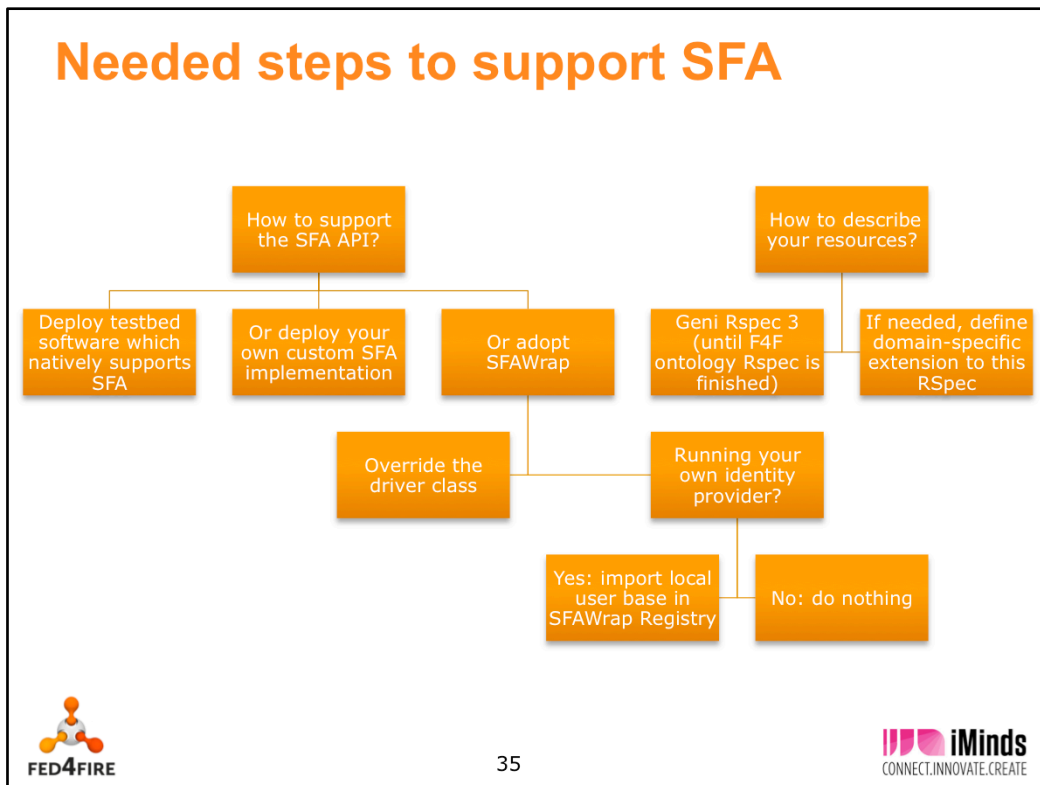 Needed steps to support SFA
How to support
the SFA API?
How to describe
your resources?
Deploy testbed
software which
natively supports
SFA
Or deploy your
own custom SFA
implementation
Or adopt
SFAWrap
Geni Rspec 3
(until F4F
ontology Rspec is
finished)
If needed, define
domain-specific
extension to this
RSpec
Override the
driver class
Running your
own identity
provider?
Yes: import local
user base in
SFAWrap Registry
No: do nothing
FED4FIRE
35
iMinds
CONNECT.INNOVATE.CREATE